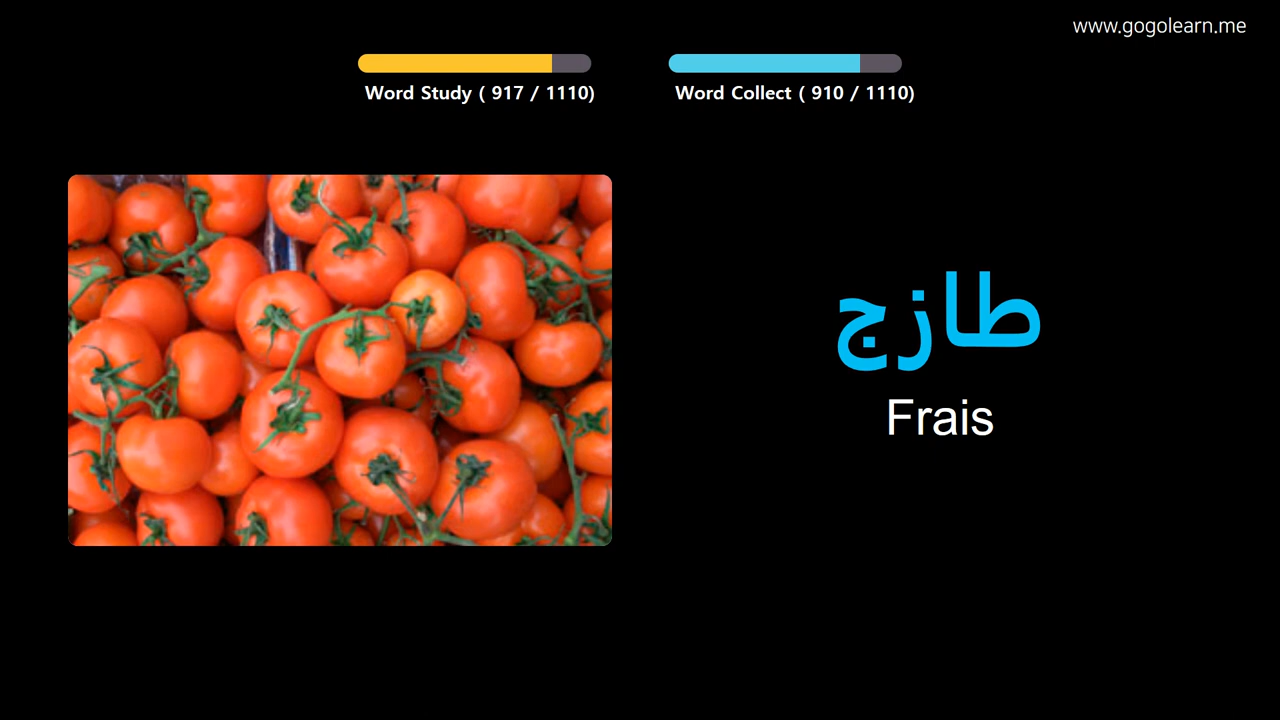 www.gogolearn.me
Word Study ( 917 / 1110)
Word Collect ( 910 / 1110)
طازج
Frais